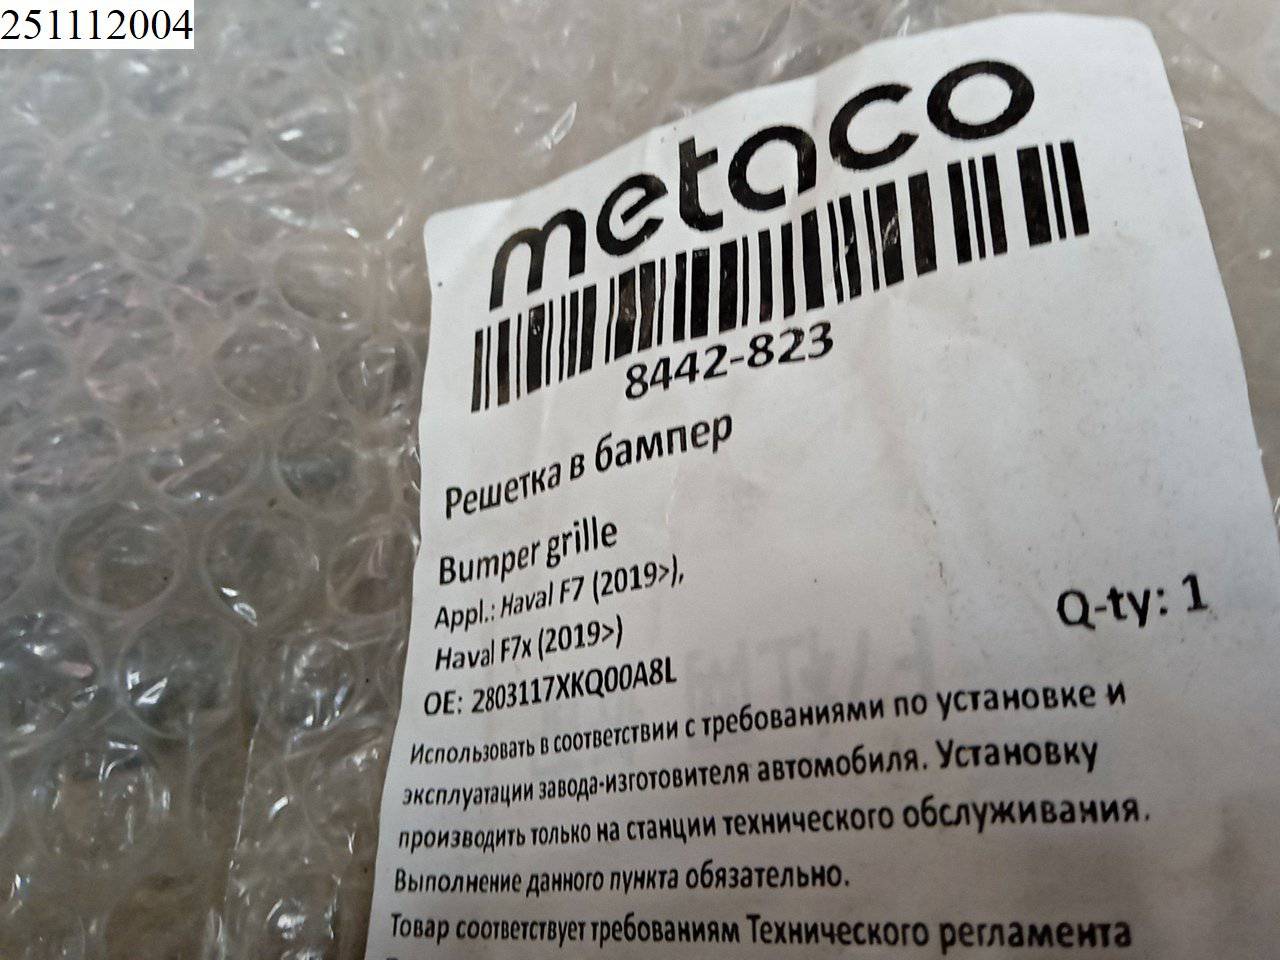 251112004
metaco
8442-823
Решетка в бампер
Bumper grille
Appl.: Haval F7 (2019>),
Haval F7x (2019>)
Q-ty: 1
OE: 2803117XKQ00A8L
Использовать в соответствии с требованиями по установке и
эксплуатации завода-изготовителя автомобиля. Установку
производить только на станции технического обслуживания.
Выполнение данного пункта обязательно.
Товар соответствует требованиям Технического регламента